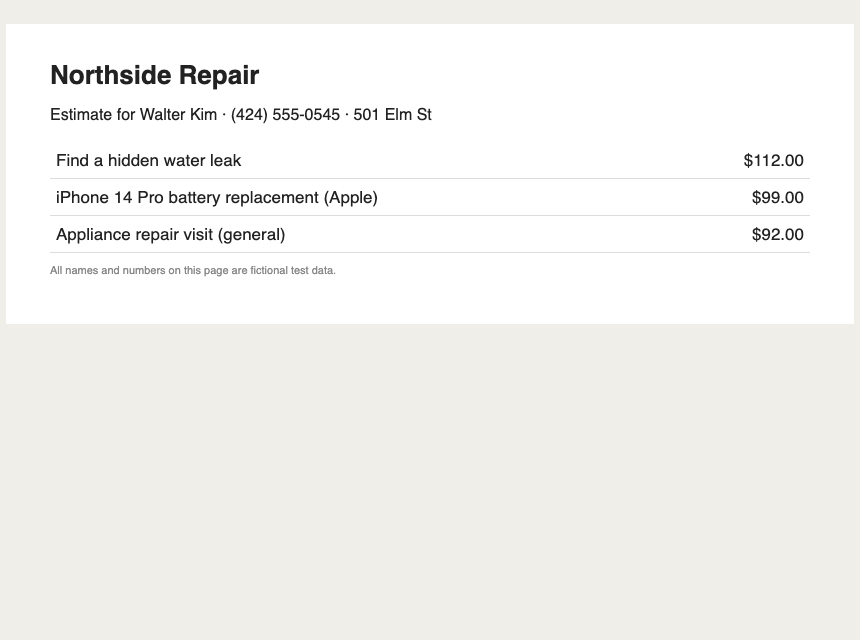 Northside Repair
Estimate for Walter Kim · (424) 555-0545 · 501 Elm St
Find a hidden water leak $112.00
iPhone 14 Pro battery replacement (Apple) $99.00
Appliance repair visit (general) $92.00
All names and numbers on this page are fictional test data.